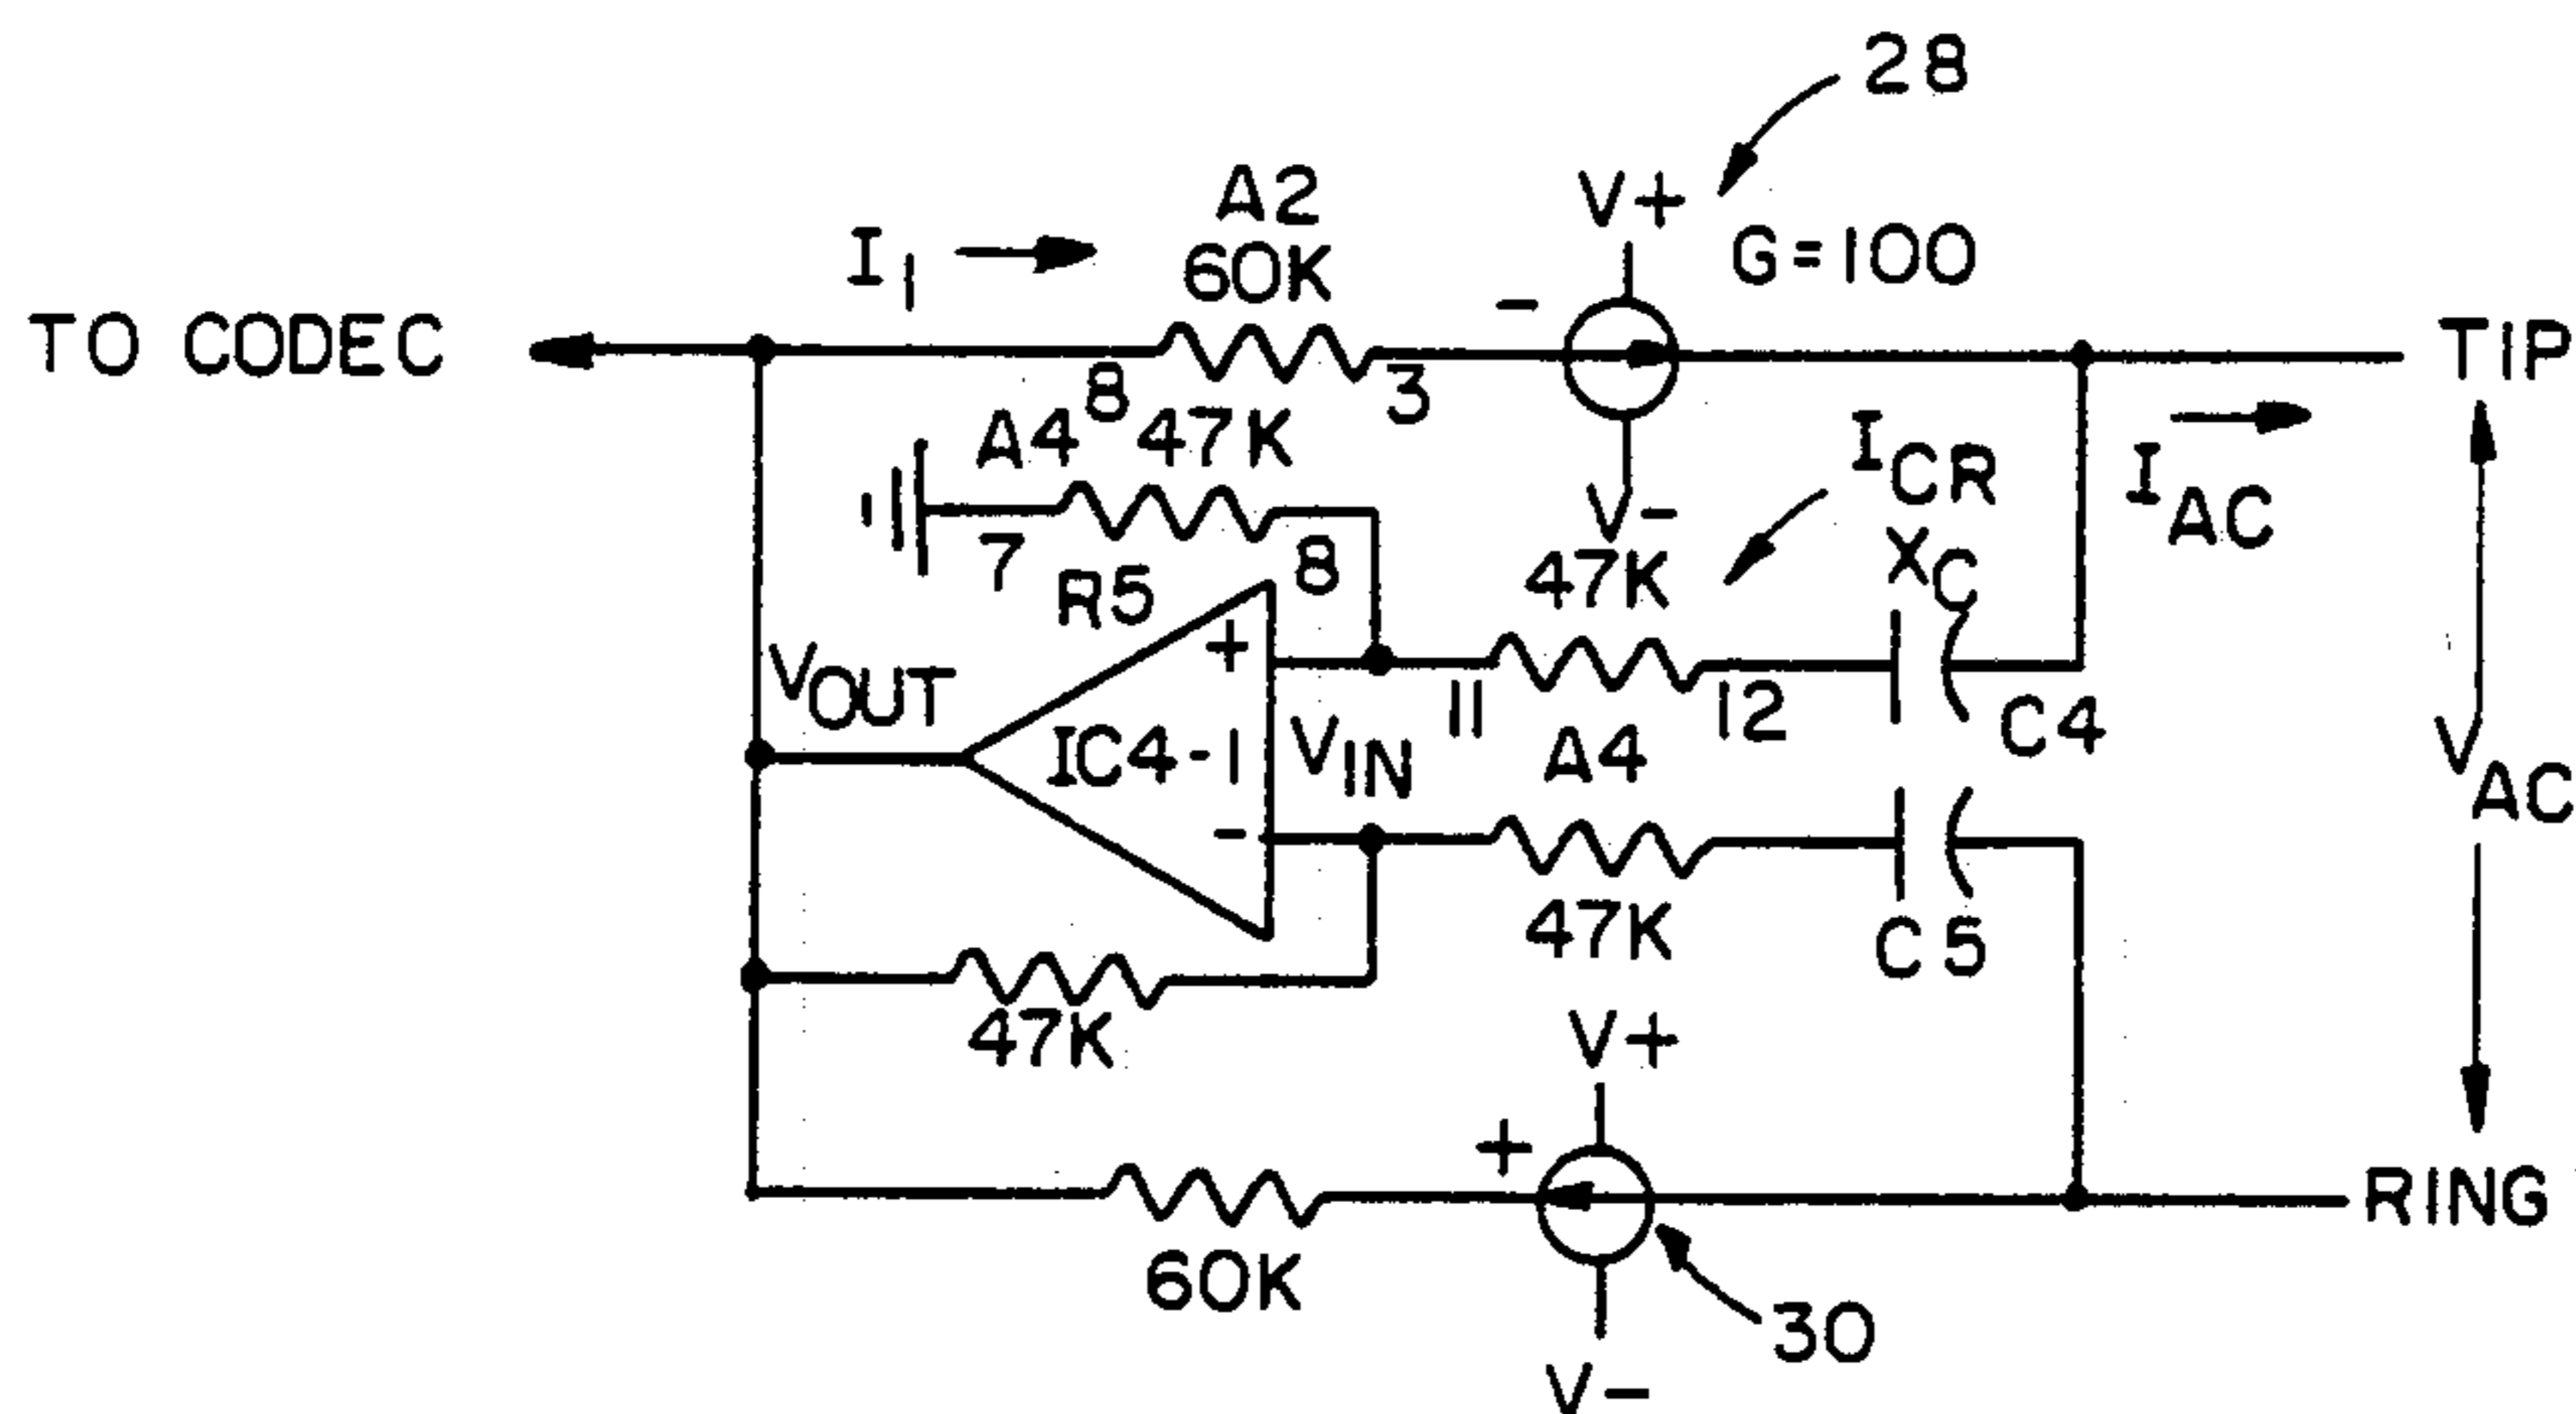 28
A2
V+
I1
60K
G=100
-
TO CODEC
TIP
8
3
A4
47K
ICR
IAC
V-
7
8
XC
R5
47K
+
VOUT
11
12
C4
IC4-1
VIN
A4
VAC
-
47K
C5
47K
V+
+
RING
60K
30
V-